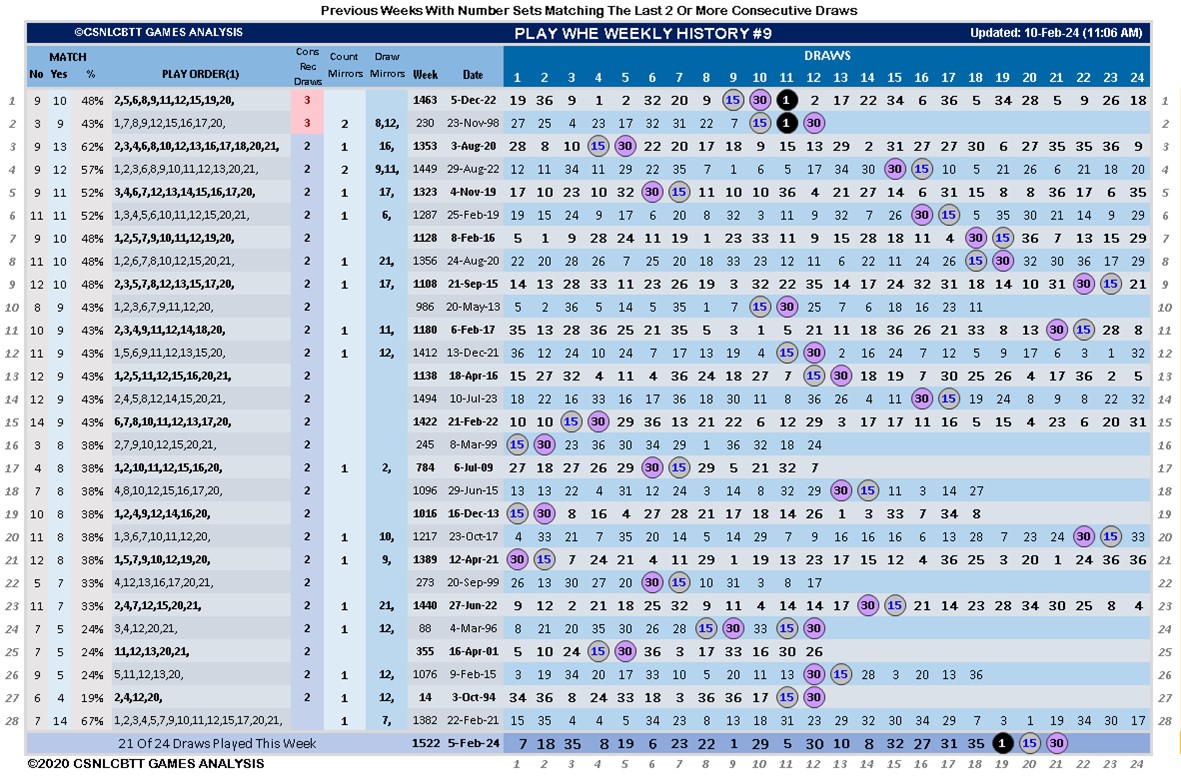 Previous Weeks With Number Sets Matching The Last 2 Or More Consecutive Draws
©CSNLCBTT GAMES ANALYSIS PLAY WHE WEEKLY HISTORY #9 Updated: 10-Feb-24 (11:06 AM)
MATCH Cons Rec Draws Count Mirrors Draw Mirrors DRAWS
No Yes % PLAY ORDER(1) Week Date 1 2 3 4 5 6 7 8 9 10 11 12 13 14 15 16 17 18 19 20 21 22 23 24
1 9 10 48% 2,5,6,8,9,11,12,15,19,20, 3 1463 5-Dec-22 19 36 9 1 2 32 20 9 15 30 1 2 17 22 34 6 36 5 34 28 5 9 26 18 1
2 3 9 43% 1,7,8,9,12,15,16,17,20, 3 2 8,12, 230 23-Nov-98 27 25 4 23 17 32 31 22 7 15 1 30 2
3 9 13 62% 2,3,4,6,8,10,12,13,16,17,18,20,21, 2 1 16, 1353 3-Aug-20 28 8 10 15 30 22 20 17 18 9 15 13 29 2 31 27 27 30 6 27 35 35 36 9 3
4 9 12 57% 1,2,3,6,8,9,10,11,12,13,20,21, 2 2 9,11, 1449 29-Aug-22 12 11 34 11 29 22 35 7 1 6 12 5 17 34 30 15 10 5 21 26 6 21 18 20 4
5 9 11 52% 3,4,6,7,12,13,14,15,16,17,20, 2 1 17, 1323 4-Nov-19 17 10 23 10 32 30 15 11 10 10 36 4 21 27 14 6 31 15 8 8 36 17 6 35 5
6 11 11 52% 1,3,4,5,6,10,11,12,15,20,21, 2 1 6, 1287 25-Feb-19 19 15 24 9 17 6 20 8 32 3 11 9 32 7 26 30 15 5 35 30 21 14 9 29 6
7 9 10 48% 1,2,5,7,9,10,11,12,19,20, 2 1128 8-Feb-16 5 1 9 28 24 11 19 1 23 33 11 9 15 28 18 11 4 30 15 36 7 13 15 29 7
8 11 10 48% 1,2,6,7,8,10,12,15,20,21, 2 1 21, 1356 24-Aug-20 22 20 28 26 7 25 20 18 33 23 12 8 14 6 22 11 24 26 15 30 32 30 36 17 29 8
9 12 10 48% 2,3,5,7,8,12,13,15,17,20, 2 1 17, 1108 21-Sep-15 14 13 28 33 11 23 26 19 3 32 22 35 14 17 24 32 31 18 14 10 31 30 15 21 9
10 8 9 43% 1,2,3,6,7,9,11,12,20, 2 986 20-May-13 5 2 36 5 14 5 35 1 7 15 30 25 7 6 18 16 23 11 10
11 10 9 43% 2,3,4,9,11,12,14,18,20, 2 1 11, 1180 6-Feb-17 35 13 28 36 25 21 35 5 3 1 5 21 11 18 36 26 21 33 8 13 30 15 28 8 11
12 11 9 43% 1,5,6,9,11,12,13,15,20, 2 1 12, 1412 13-Dec-21 36 12 24 10 24 7 17 13 19 4 15 30 2 16 24 7 12 5 9 17 6 3 1 32 12
13 12 9 43% 1,2,5,11,12,15,16,20,21, 2 1138 18-Apr-16 15 27 32 4 11 4 36 24 18 27 7 15 30 18 19 7 30 25 26 4 17 36 2 5 13
14 12 9 43% 2,4,5,8,12,14,15,20,21, 2 1494 10-Jul-23 18 22 16 33 16 17 36 18 30 11 8 36 26 4 11 30 15 19 24 8 9 8 22 32 14
15 14 9 43% 6,7,8,10,11,12,13,17,20, 2 1422 21-Feb-22 10 10 15 30 29 36 13 21 22 6 12 29 3 17 17 11 16 5 15 4 23 6 20 31 15
16 3 8 38% 2,7,9,10,12,15,20,21, 2 245 8-Mar-99 15 30 23 36 30 34 29 1 36 32 18 24 16
17 4 8 38% 1,2,10,11,12,15,16,20, 2 1 2, 784 6-Jul-09 27 18 27 26 29 30 15 29 5 21 32 7 17
18 7 8 38% 4,8,10,12,15,16,17,20, 2 1096 29-Jun-15 13 13 22 4 31 12 24 3 14 8 32 29 30 15 11 3 14 27 18
19 10 8 38% 1,2,4,9,12,14,16,20, 2 1016 16-Dec-13 15 30 8 16 4 27 28 21 17 18 14 26 1 3 33 7 34 8 19
20 11 8 38% 1,3,6,7,10,11,12,20, 2 1 10, 1217 23-Oct-17 4 33 21 7 35 20 14 5 14 29 7 9 16 16 16 6 13 28 7 23 24 30 15 33 20
21 12 8 38% 1,5,7,9,10,12,19,20, 2 1 9, 1389 12-Apr-21 30 15 7 24 21 4 11 29 1 19 13 23 17 14 15 12 4 36 25 3 20 1 24 36 36 21
22 5 7 33% 4,12,13,16,17,20,21, 2 273 20-Sep-99 26 13 30 27 20 30 15 10 31 3 8 17 22
23 11 7 33% 2,4,7,12,15,20,21, 2 1 21, 1440 27-Jun-22 9 12 2 21 18 25 32 9 11 4 14 14 17 30 15 21 14 23 28 34 30 25 8 4 23
24 7 5 24% 3,4,12,20,21, 2 1 12, 88 4-Mar-96 8 21 20 35 30 26 28 15 30 33 15 30 24
25 7 5 24% 11,12,13,20,21, 2 355 16-Apr-01 5 10 24 15 30 36 3 17 33 16 30 26 25
26 9 5 24% 5,11,12,13,20, 2 1 12, 1076 9-Feb-15 3 19 13 34 20 17 33 10 5 20 11 13 30 15 28 3 20 18 36 26
27 6 4 19% 2,4,12,20, 2 1 12, 14 3-Oct-94 34 36 8 24 33 18 3 36 36 17 15 30 27
28 7 14 67% 1,2,3,4,5,7,9,10,11,12,15,17,20,21, 1 7, 1382 22-Feb-21 15 35 4 4 5 34 23 8 10 13 18 31 23 29 32 30 34 29 7 3 1 19 34 30 17 28
21 Of 24 Draws Played This Week 1522 5-Feb-24 7 18 35 8 19 6 23 22 1 29 5 30 10 8 32 27 31 35 1 15 30
©2020 CSNLCBTT GAMES ANALYSIS 1 2 3 4 5 6 7 8 9 10 11 12 13 14 15 16 17 18 19 20 21 22 23 24